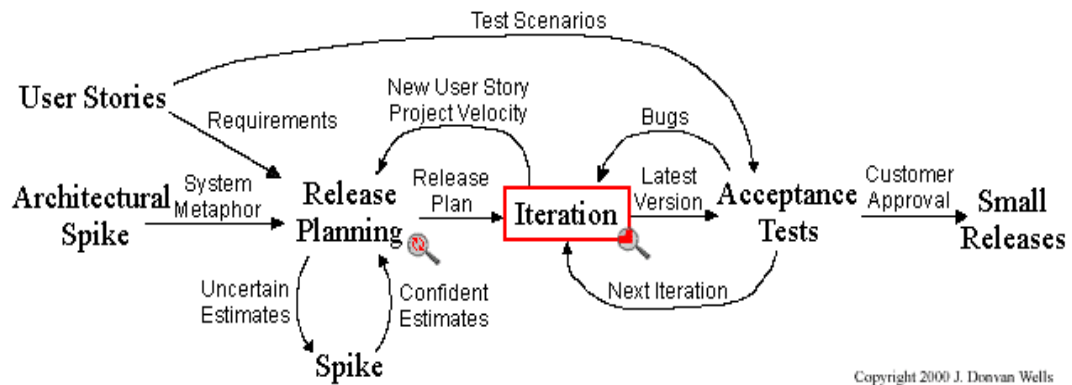 Test Scenarios
User Stories
New User Story
Project Velocity
Requirements
Bugs
Architectural
Spike
System
Metaphor
Release
Planning
Release
Plan
Iteration
Latest
Version
Acceptance
Tests
Customer
Approval
Small
Releases
Uncertain
Estimates
Confident
Estimates
Next Iteration
Spike
Copyright 2000 J. Donvan Wells